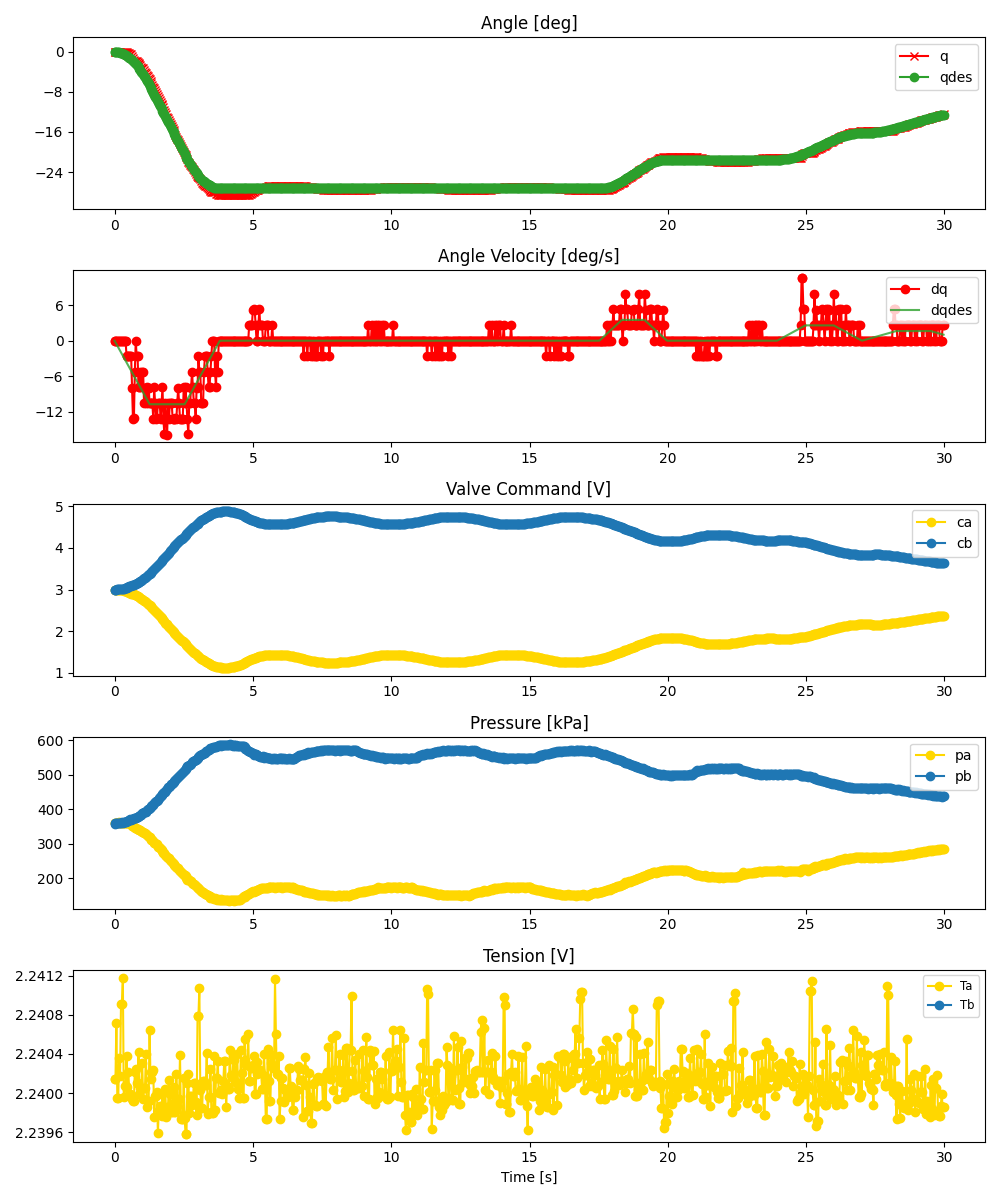 Angle [deg]
0
-8
-16
-24
q
qdes
0 5 10 15 20 25 30
Angle Velocity [deg/s]
6
0
-6
-12
dq
dqdes
0 5 10 15 20 25 30
Valve Command [V]
5
4
3
2
1
ca
cb
0 5 10 15 20 25 30
Pressure [kPa]
600
500
400
300
200
pa
pb
0 5 10 15 20 25 30
Tension [V]
2.2412
2.2408
2.2404
2.2400
2.2396
Ta
Tb
0 5 10 15 20 25 30
Time [s]